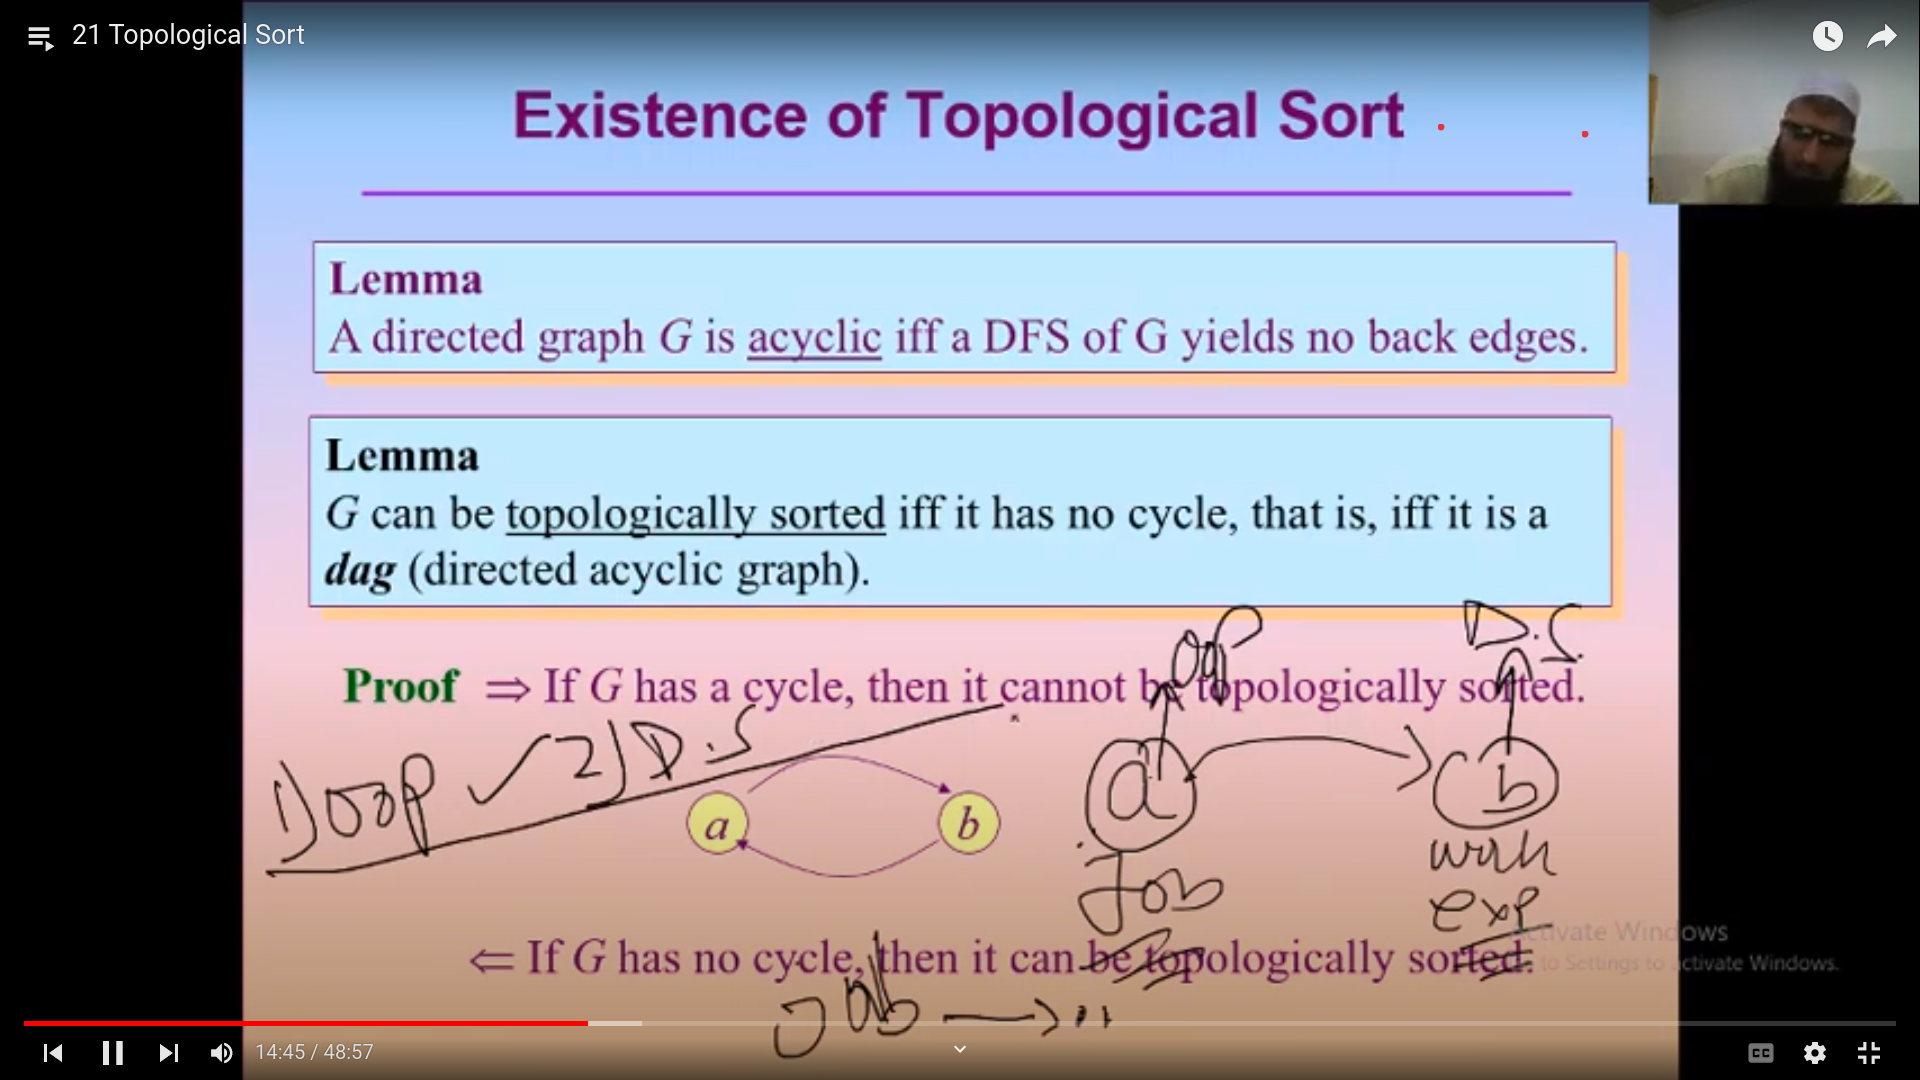 21 Topological Sort
Existence of Topological Sort
Lemma
A directed graph G is acyclic iff a DFS of G yields no back edges.
Lemma
G can be topologically sorted iff it has no cycle, that is, iff it is a
dag (directed acyclic graph).
D.S
Proof ⇒ If G has a cycle, then it cannot be topologically sorted.
1) OOP ✓ 2) D.S
a b
a b
Job
work
exp
Activate Windows
⇐ If G has no cycle, then it can be topologically sorted.
to Settings to activate Windows.
Job → ..
14:45 / 48:57
CC